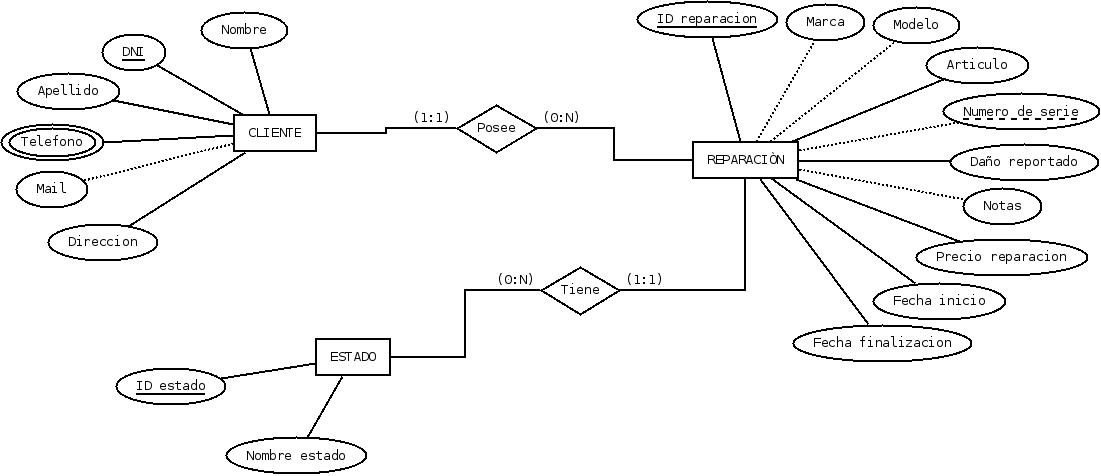 ID reparacion
Marca
Modelo
Nombre
DNI
Articulo
Apellido
Numero de serie
(1:1)
Posee
(0:N)
CLIENTE
Telefono
REPARACIÒN
Daño reportado
Mail
Notas
Direccion
Precio reparacion
(0:N)
Tiene
(1:1)
Fecha inicio
Fecha finalizacion
ESTADO
ID estado
Nombre estado